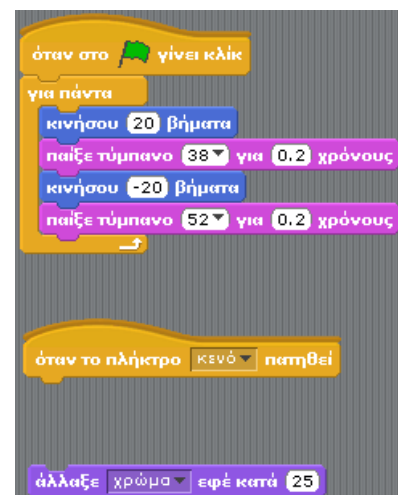 όταν στο γίνει κλίκ
για πάντα
κινήσου 20 βήματα
παίξε τύμπανο 38 για 0.2 χρόνους
κινήσου -20 βήματα
παίξε τύμπανο 52 για 0.2 χρόνους
όταν το πλήκτρο κενό πατηθεί
άλλαξε χρώμα εφέ κατά 25